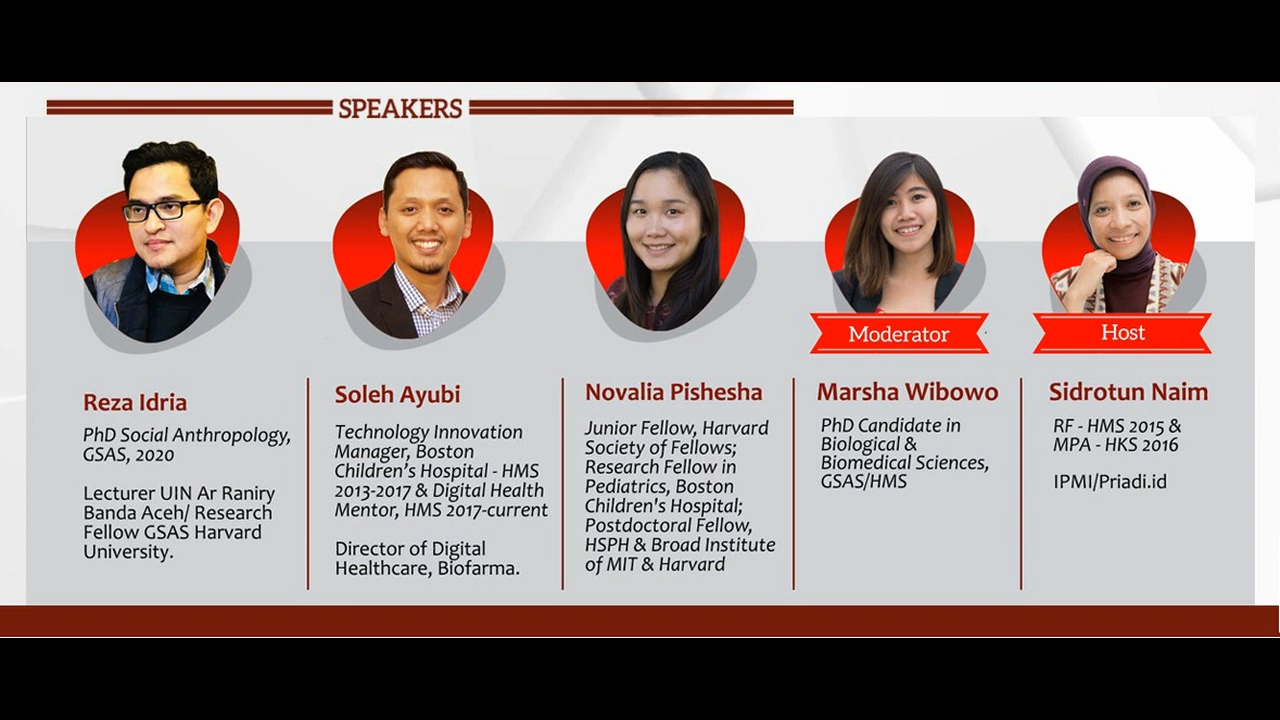 SPEAKERS
Reza Idria
PhD Social Anthropology,
GSAS, 2020
Lecturer UIN Ar Raniry
Banda Aceh/ Research
Fellow GSAS Harvard
University.
Soleh Ayubi
Technology Innovation
Manager, Boston
Children's Hospital - HMS
2013-2017 & Digital Health
Mentor, HMS 2017-current
Director of Digital
Healthcare, Biofarma.
Novalia Pishesha
Junior Fellow, Harvard
Society of Fellows;
Research Fellow in
Pediatrics, Boston
Children's Hospital;
Postdoctoral Fellow,
HSPH & Broad Institute
of MIT & Harvard
Moderator
Marsha Wibowo
PhD Candidate in
Biological &
Biomedical Sciences,
GSAS/HMS
Host
Sidrotun Naim
RF - HMS 2015 &
MPA - HKS 2016
IPMI/Priadi.id